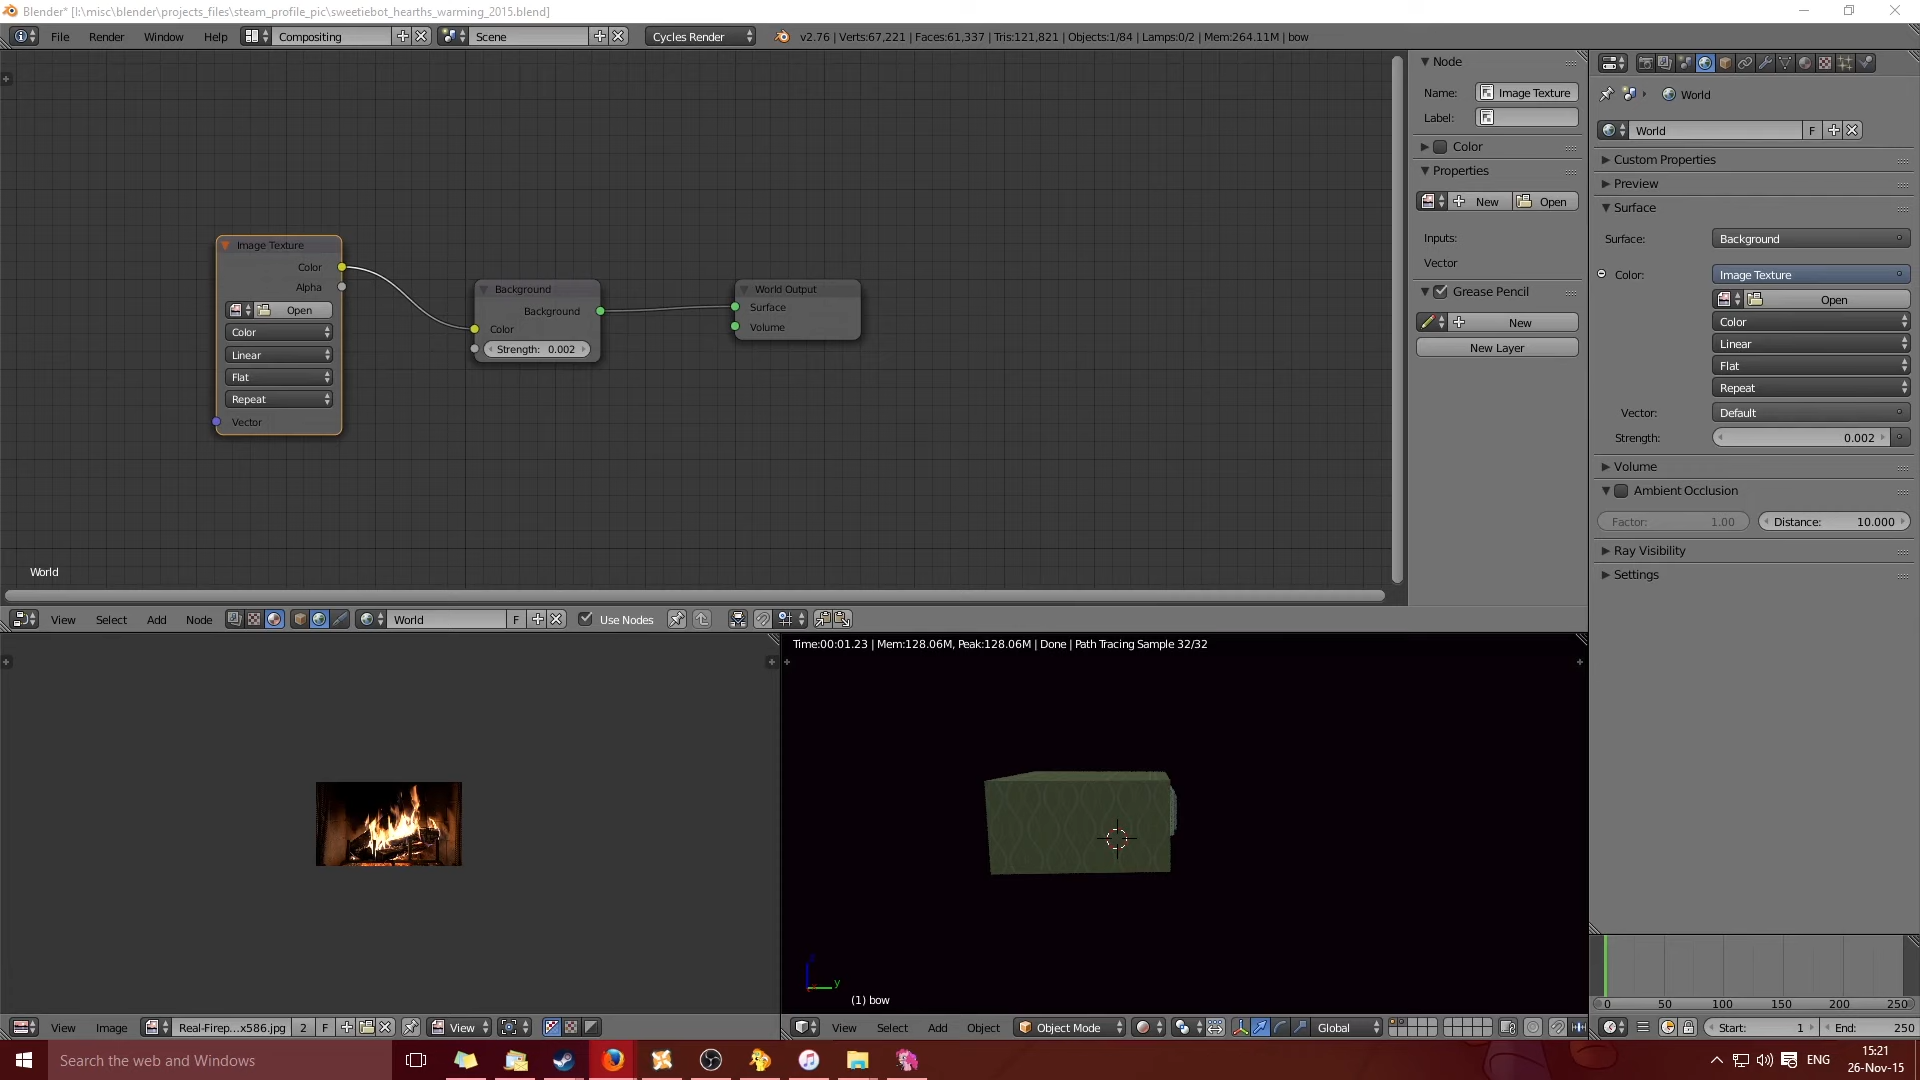 Blender* [I:\misc\blender\projects_files\steam_profile_pic\sweetiebot_hearths_warming_2015.blend]
File Render Window Help Compositing Scene Cycles Render v2.76 | Verts:67,221 | Faces:61,337 | Tris:121,821 | Objects:1/84 | Lamps:0/2 | Mem:264.11M | bow
Image Texture
Color
Alpha
Open
Color
Linear
Flat
Repeat
Vector
Background
Background
Color
Strength: 0.002
World Output
Surface
Volume
World
Node
Name: Image Texture
Label:
Color
Properties
New Open
Inputs:
Vector
Grease Pencil
New
New Layer
World
World F
Custom Properties
Preview
Surface
Surface: Background
Color: Image Texture
Open
Color
Linear
Flat
Repeat
Vector: Default
Strength: 0.002
Volume
Ambient Occlusion
Factor: 1.00 Distance: 10.000
Ray Visibility
Settings
View Select Add Node World F Use Nodes
Time:00:01.23 | Mem:128.06M, Peak:128.06M | Done | Path Tracing Sample 32/32
y
(1) bow
0 50 100 150 200 250
View Image Real-Firep...x586.jpg 2 F View
View Select Add Object Object Mode Global
Start: 1 End: 250
Search the web and Windows
ENG
15:21
26-Nov-15